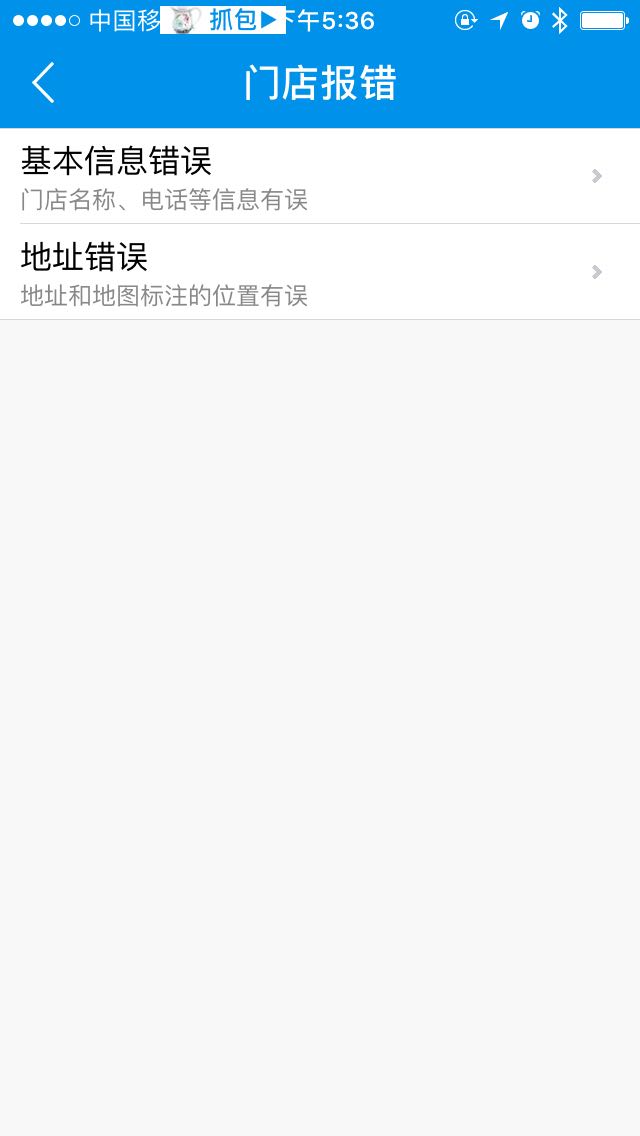 中国移 抓包 下午5:36
门店报错
基本信息错误
门店名称、电话等信息有误
地址错误
地址和地图标注的位置有误